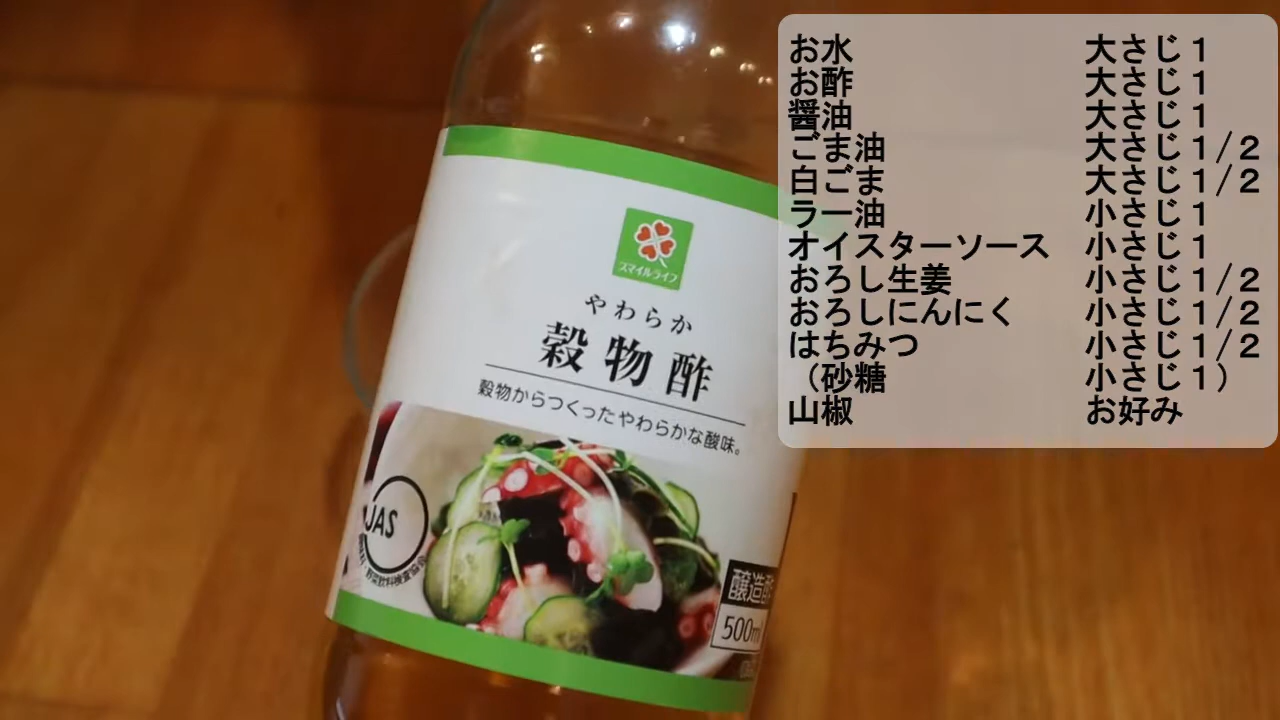 お水 大さじ１
お酢 大さじ１
醤油 大さじ１
ごま油 大さじ１/２
白ごま 大さじ１/２
ラー油 小さじ１
オイスターソース 小さじ１
おろし生姜 小さじ１/２
おろしにんにく 小さじ１/２
はちみつ 小さじ１/２
（砂糖 小さじ１）
山椒 お好み
スマイルライフ
やわらか
穀物酢
穀物からつくったやわらかな酸味。
JAS
醸造酢
500ml